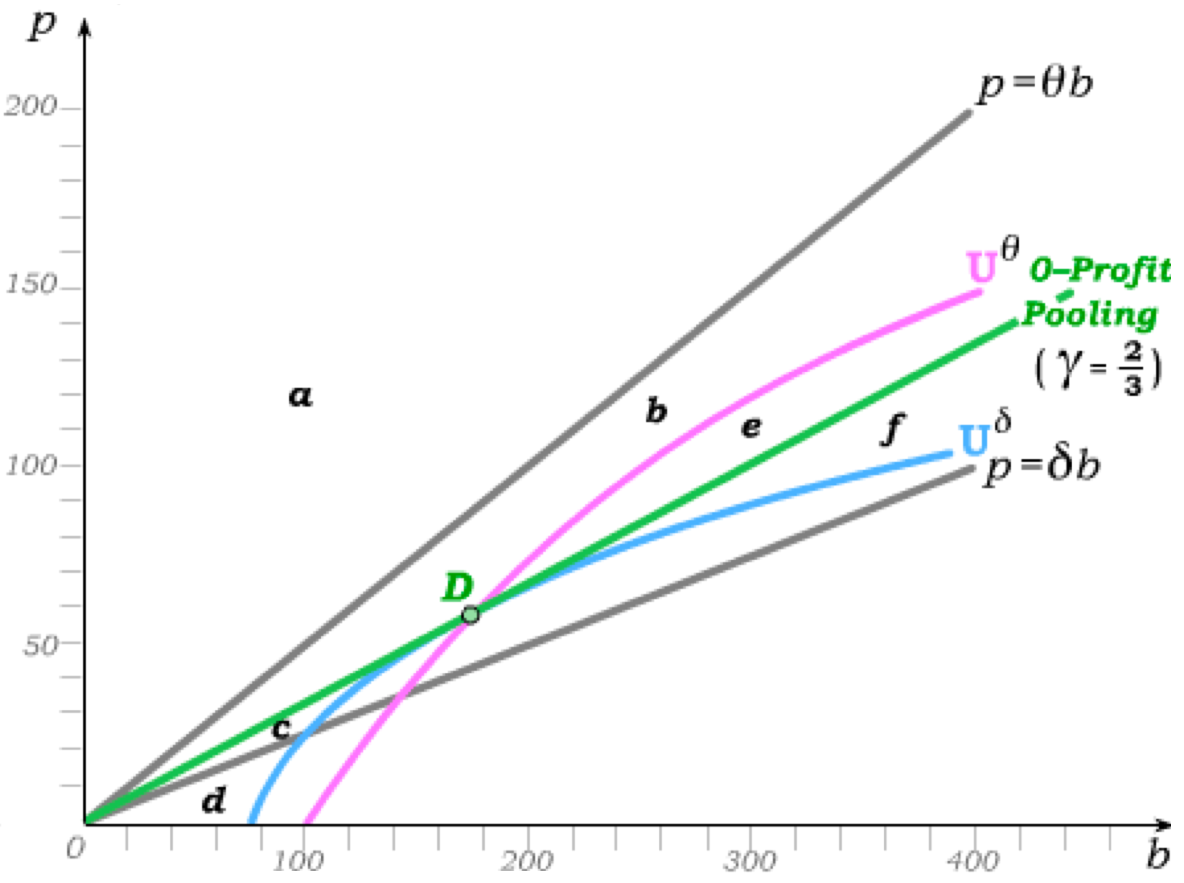 p
p=θb
200
U^θ
0–Profit
150
Pooling
(γ=2/3)
a
b
e
f
U^δ
100
p=δb
D
50
c
d
0
100
200
300
400
b